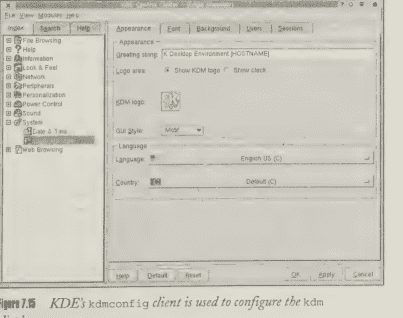 File View Modules Help
Index Search Help
File Browsing
Help
Information
Look & Feel
Network
Peripherals
Personalization
Power Control
Sound
System
Date & Time
Web Browsing
Appearance Font Background Users Sessions
Appearance
Greeting string: K Desktop Environment [HOSTNAME]
Logo area: Show KDM logo Show clock
KDM logo:
GUI Style: Motif
Language
Language: English US (C)
Country: Default (C)
Help Default Reset OK Apply Cancel
Figure 7.15 KDE's kdmconfig client is used to configure the kdm